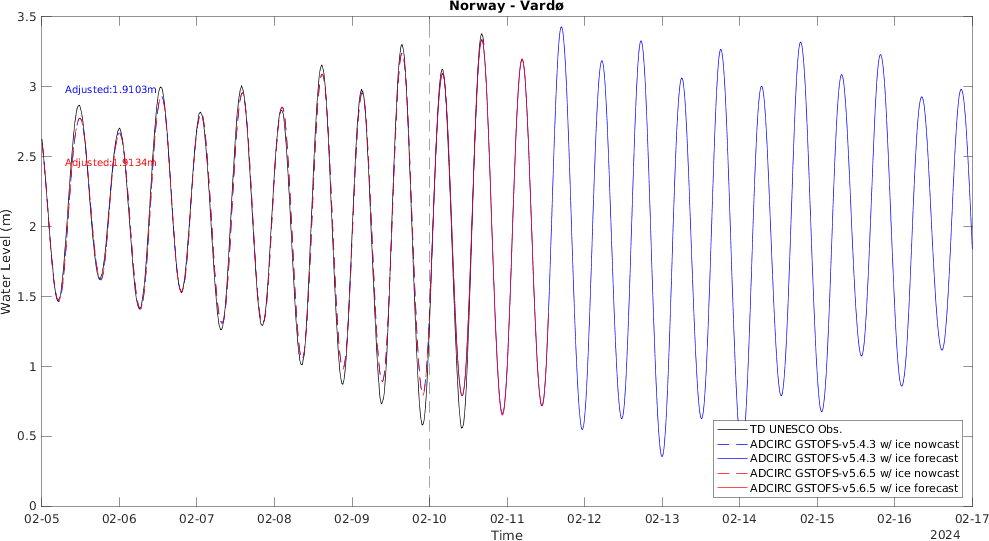 Norway - Vardø
3.5
3
2.5
2
1.5
1
0.5
0
Water Level (m)
Adjusted:1.9103m
Adjusted:1.9134m
TD UNESCO Obs.
ADCIRC GSTOFS-v5.4.3 w/ ice nowcast
ADCIRC GSTOFS-v5.4.3 w/ ice forecast
ADCIRC GSTOFS-v5.6.5 w/ ice nowcast
ADCIRC GSTOFS-v5.6.5 w/ ice forecast
02-05 02-06 02-07 02-08 02-09 02-10 02-11 02-12 02-13 02-14 02-15 02-16 02-17
Time
2024